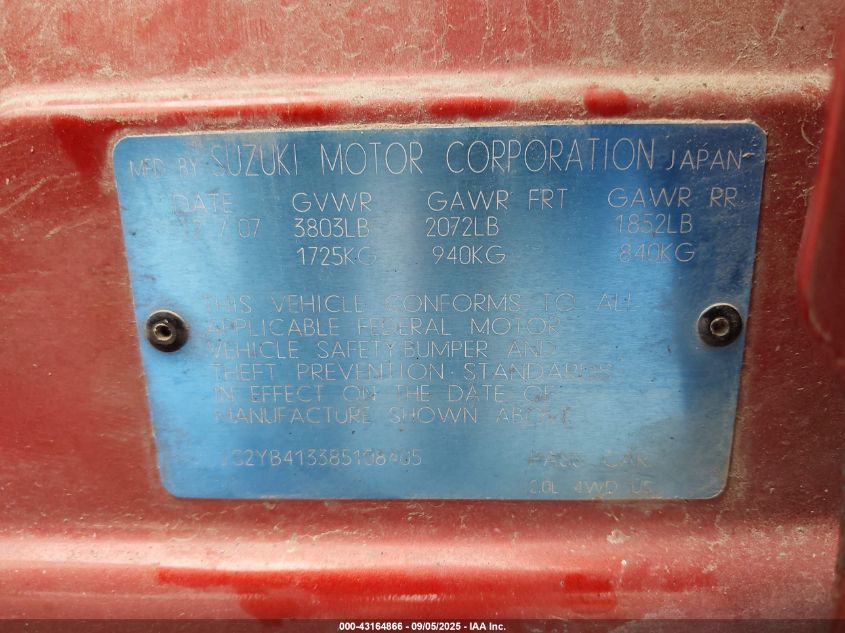 MFD BY SUZUKI MOTOR CORPORATION JAPAN
DATE GVWR GAWR FRT GAWR RR
3803LB 2072LB 1852LB
1725KG 940KG 840KG
THIS VEHICLE CONFORMS TO ALL
APPLICABLE FEDERAL MOTOR
VEHICLE SAFETY BUMPER AND
THEFT PREVENTION STANDARDS
IN EFFECT ON THE DATE OF
MANUFACTURE SHOWN ABOVE
PASS CAR
2.0L 4WD US
000-43164866 - 09/05/2025 - IAA Inc.